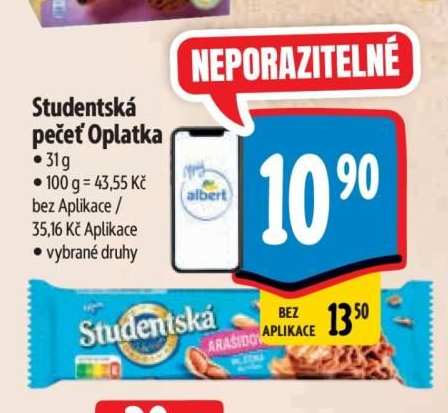 NEPORAZITELNÉ
Studentská
pečeť Oplatka
• 31 g
• 100 g = 43,55 Kč
bez Aplikace /
35,16 Kč Aplikace
• vybrané druhy
albert
10 90
BEZ
APLIKACE
13 50
Studentská